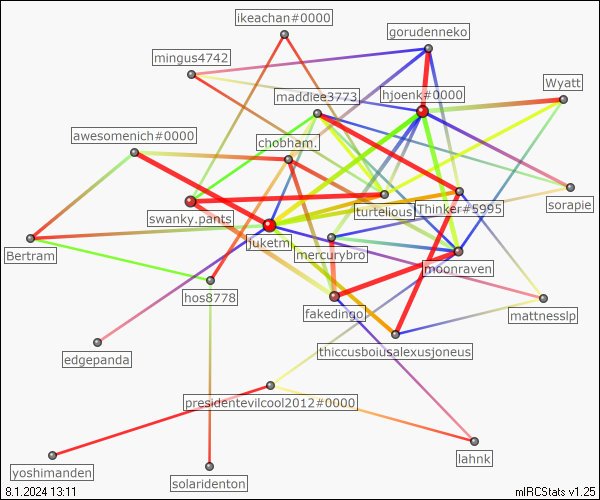 ikeachan#0000
gorudenneko
mingus4742
Wyatt
maddiee3773
hjoenk#0000
awesomenich#0000
chobham.
swanky.pants
turtelious
Thinker#5995
sorapie
Bertram
juketm
mercurybro
moonraven
hos8778
fakedingo
mattnesslp
edgepanda
thiccusboiusalexusjoneus
presidentevilcool2012#0000
lahnk
yoshimanden
solaridenton
8.1.2024 13:11
mIRCStats v1.25